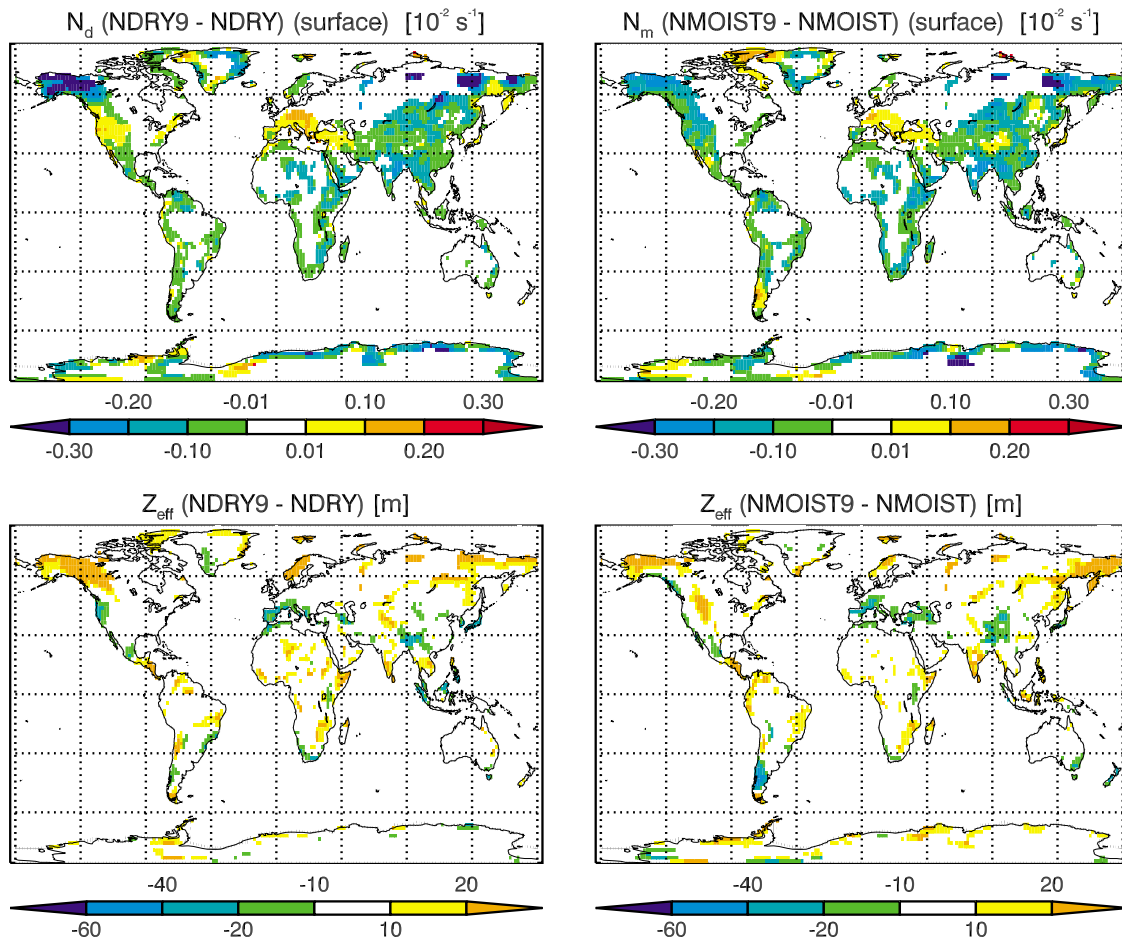 N_d (NDRY9 - NDRY) (surface) [10⁻² s⁻¹]
N_m (NMOIST9 - NMOIST) (surface) [10⁻² s⁻¹]
-0.20 -0.01 0.10 0.30
-0.30 -0.10 0.01 0.20
-0.20 -0.01 0.10 0.30
-0.30 -0.10 0.01 0.20
Z_eff (NDRY9 - NDRY) [m]
Z_eff (NMOIST9 - NMOIST) [m]
-40 -10 20
-60 -20 10
-40 -10 20
-60 -20 10